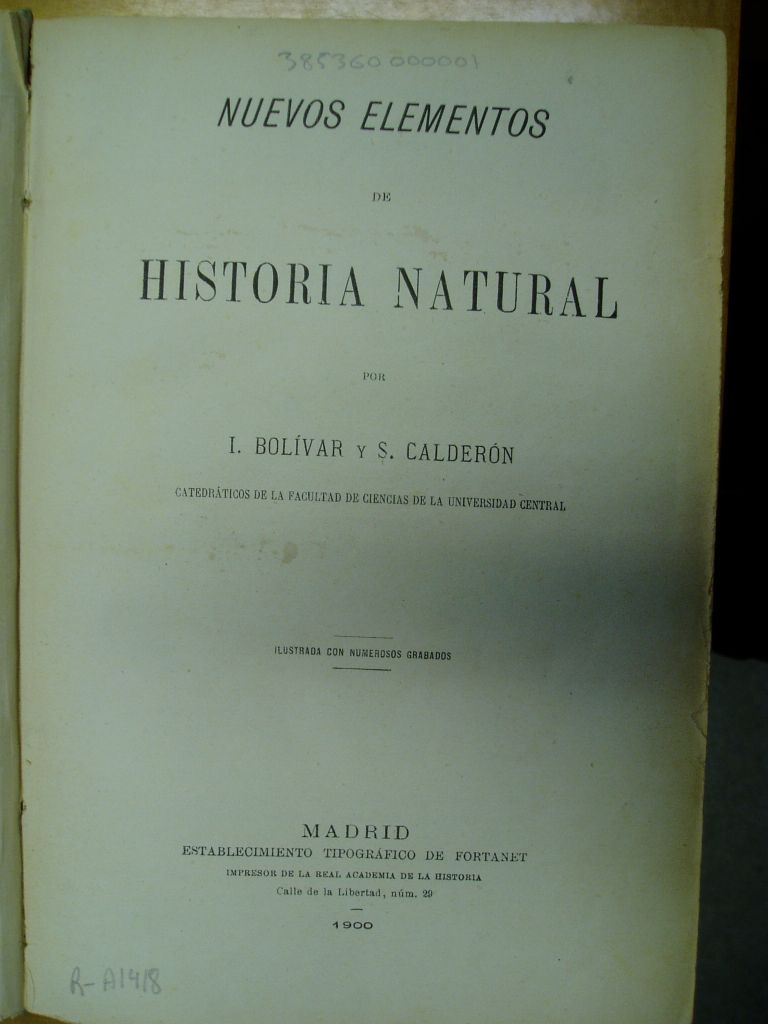 385360 000001
NUEVOS ELEMENTOS
DE
HISTORIA NATURAL
POR
I. BOLÍVAR Y S. CALDERÓN
CATEDRÁTICOS DE LA FACULTAD DE CIENCIAS DE LA UNIVERSIDAD CENTRAL
ILUSTRADA CON NUMEROSOS GRABADOS
MADRID
ESTABLECIMIENTO TIPOGRÁFICO DE FORTANET
IMPRESOR DE LA REAL ACADEMIA DE LA HISTORIA
Calle de la Libertad, núm. 29
1900
R-A1418